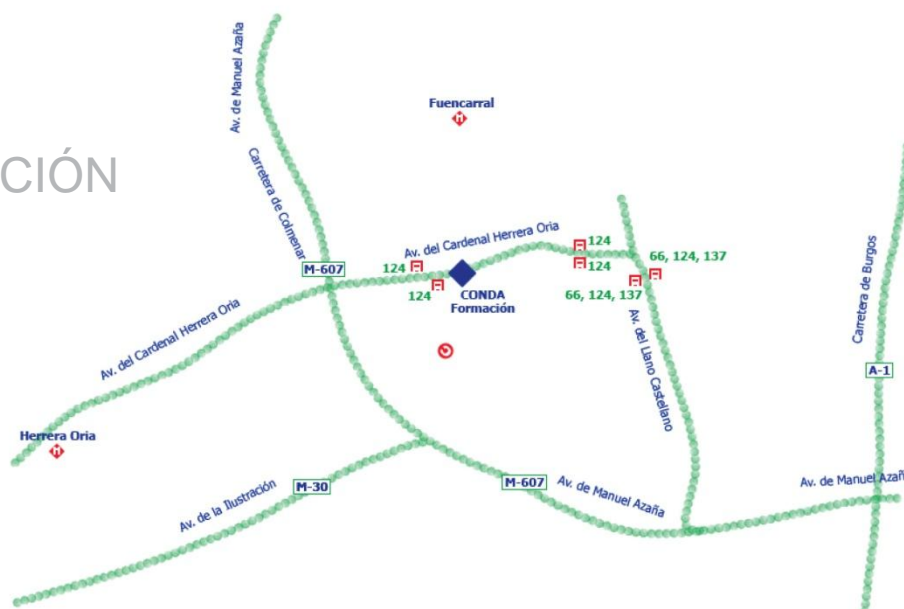 Av. de Manuel Azaña
Fuencarral
CIÓN
Carretera de Colmenar
Av. del Cardenal Herrera Oria
124
66, 124, 137
M-607
124
124
124
CONDA
Formación
66, 124, 137
Carretera de Burgos
Av. del Cardenal Herrera Oria
Av. del Llano Castellano
A-1
Herrera Oria
M-30
M-607
Av. de Manuel Azaña
Av. de Manuel Azañ
Av. de la Ilustración